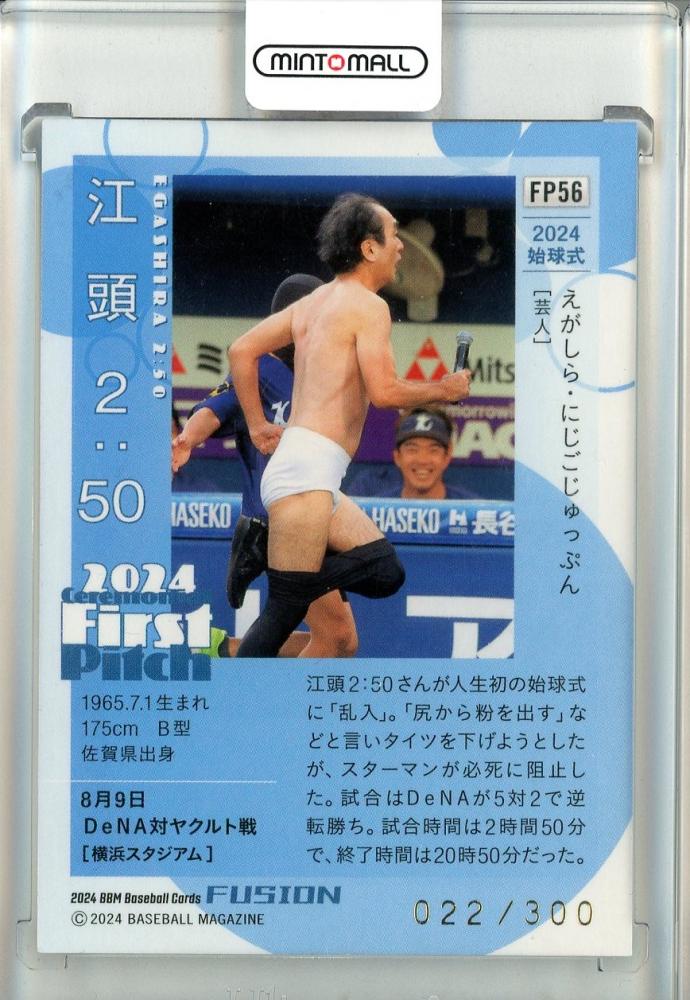 MINTOMALL
FP56
2024
始球式
えがしら・にじごじゅっぷん
[芸人]
江頭2:50
EGASHIRA 2:50
ミ
Mits
omorrowin
HASEKO
HASEKO 長谷
2024
Ceremonial
First
Pitch
1965.7.1生まれ
175cm B型
佐賀県出身
8月9日
DeNA対ヤクルト戦
[横浜スタジアム]
江頭2:50さんが人生初の始球式
に「乱入」。「尻から粉を出す」な
どと言いタイツを下げようとした
が、スターマンが必死に阻止し
た。試合はDeNAが5対2で逆
転勝ち。試合時間は2時間50分
で、終了時間は20時50分だった。
2024 BBM Baseball Cards FUSION
©2024 BASEBALL MAGAZINE
022/300